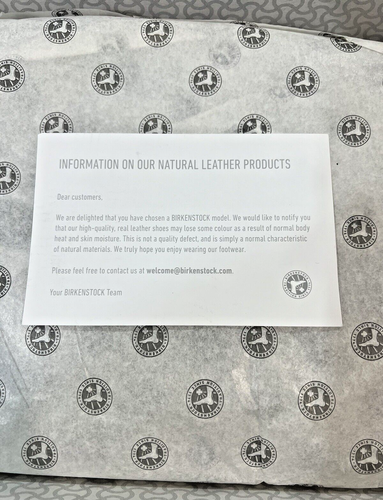 INFORMATION ON OUR NATURAL LEATHER PRODUCTS
Dear customers,
We are delighted that you have chosen a BIRKENSTOCK model. We would like to notify you
that our high-quality, real leather shoes may lose some colour as a result of normal body
heat and skin moisture. This is not a quality defect, and is simply a normal characteristic
of natural materials. We truly hope you enjoy wearing our footwear.
Please feel free to contact us at welcome@birkenstock.com.
Your BIRKENSTOCK Team